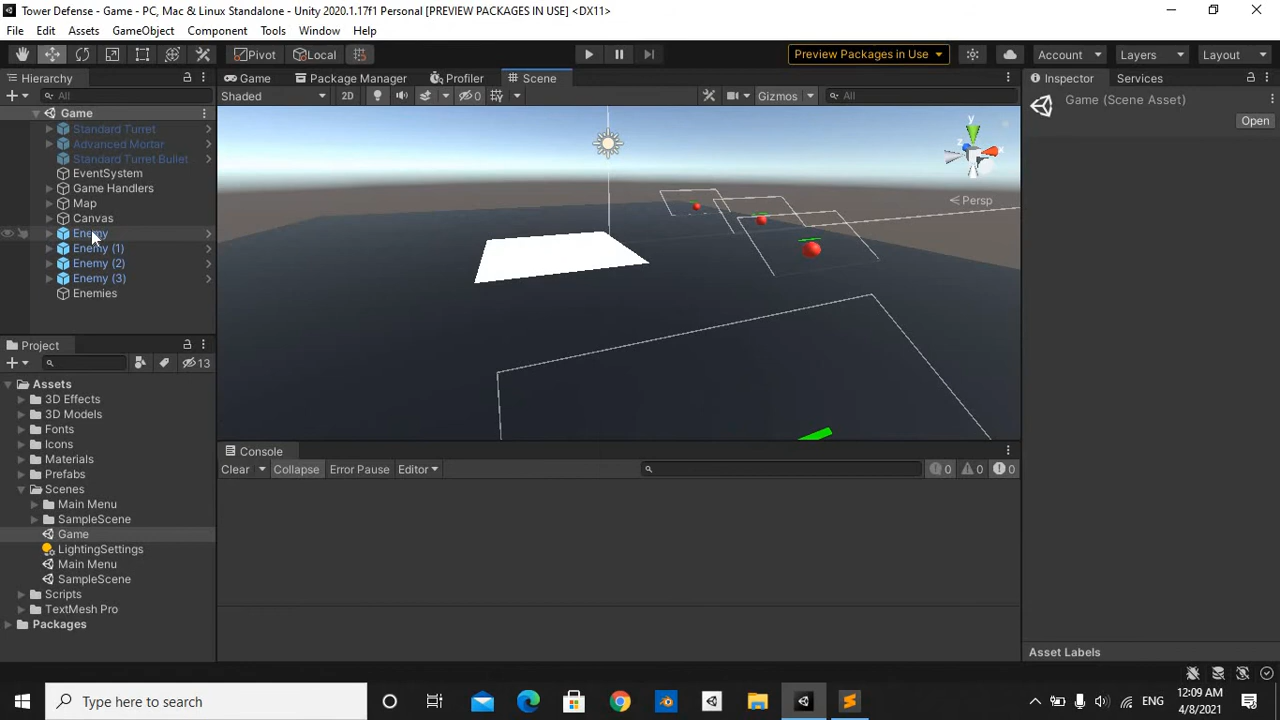 Tower Defense - Game - PC, Mac & Linux Standalone - Unity 2020.1.17f1 Personal [PREVIEW PACKAGES IN USE] <DX11>
File Edit Assets GameObject Component Tools Window Help
Pivot Local Preview Packages in Use Account Layers Layout
Hierarchy Game Package Manager Profiler Scene Inspector Services
All Shaded 2D 0 Gizmos All
Game
Game (Scene Asset)
Open
Standard Turret
Advanced Mortar
Standard Turret Bullet
EventSystem
Game Handlers
Map
Canvas
Enemy
Enemy (1)
Enemy (2)
Enemy (3)
Enemies
y
z x
Persp
Project
13
Assets
3D Effects
3D Models
Fonts
Icons
Materials
Prefabs
Scenes
Main Menu
SampleScene
Game
LightingSettings
Main Menu
SampleScene
Scripts
TextMesh Pro
Packages
Console
Clear Collapse Error Pause Editor 0 0 0
Asset Labels
Type here to search
ENG
12:09 AM
4/8/2021